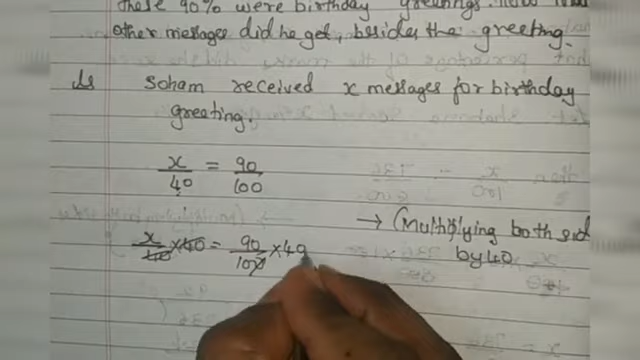 these 90% were birthday greetings. How
other messages did he get, besides the greeting.
Soham received x messages for birthday
greeting.
x/40 = 90/100
→ (Multiplying both sid
x/40 × 40 = 90/100 × 40
by 40